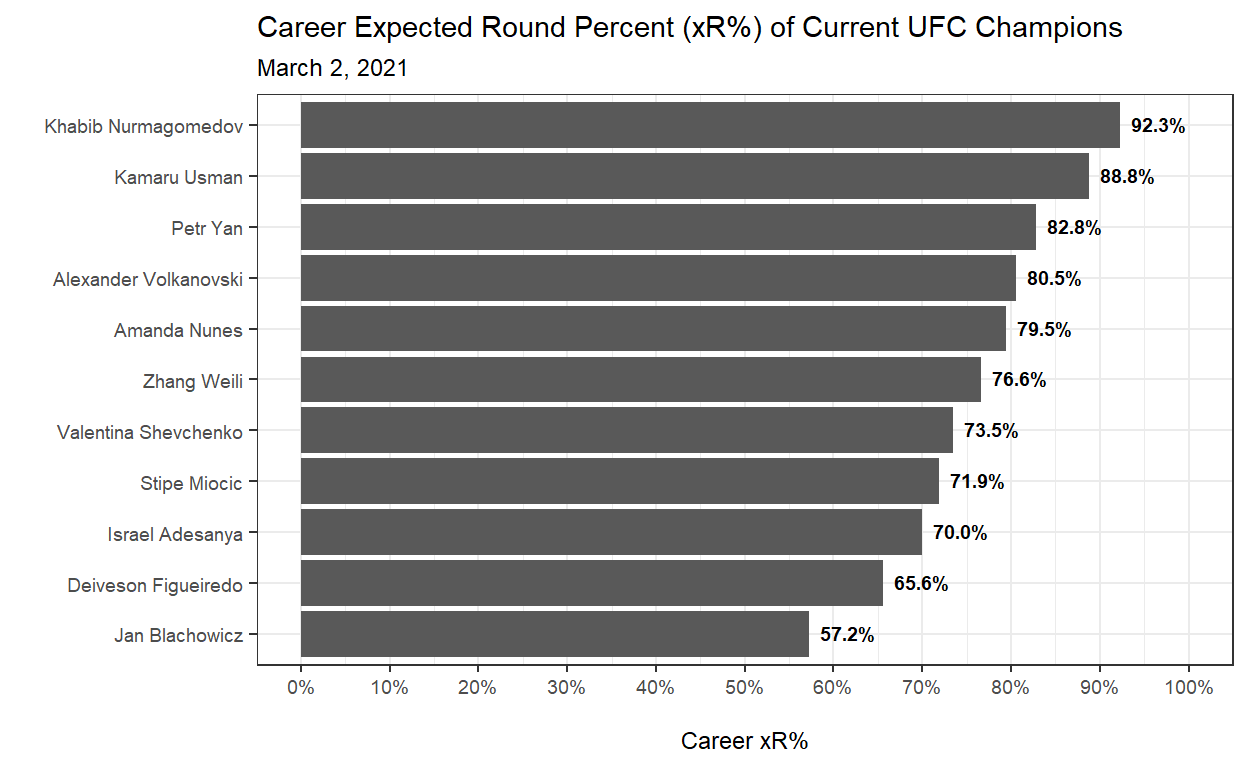 Career Expected Round Percent (xR%) of Current UFC Champions
March 2, 2021
Khabib Nurmagomedov 92.3%
Kamaru Usman 88.8%
Petr Yan 82.8%
Alexander Volkanovski 80.5%
Amanda Nunes 79.5%
Zhang Weili 76.6%
Valentina Shevchenko 73.5%
Stipe Miocic 71.9%
Israel Adesanya 70.0%
Deiveson Figueiredo 65.6%
Jan Blachowicz 57.2%
0% 10% 20% 30% 40% 50% 60% 70% 80% 90% 100%
Career xR%